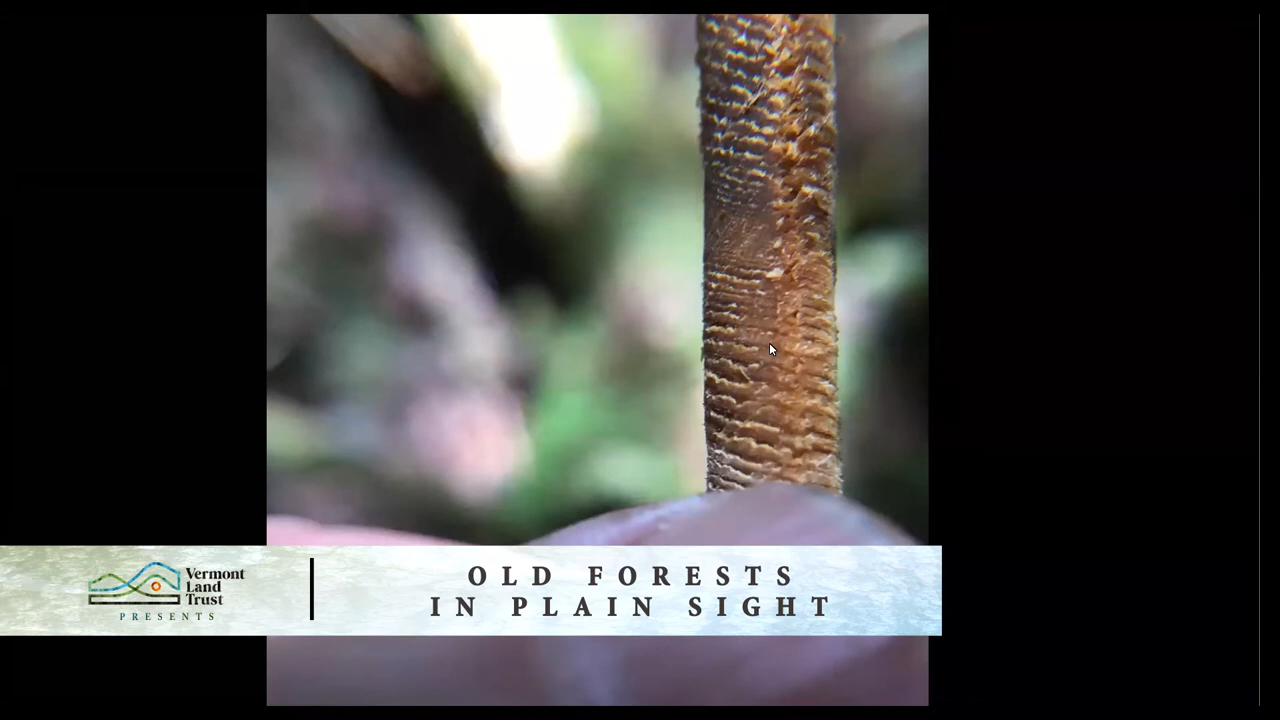 Vermont
Land
Trust
PRESENTS
OLD FORESTS
IN PLAIN SIGHT